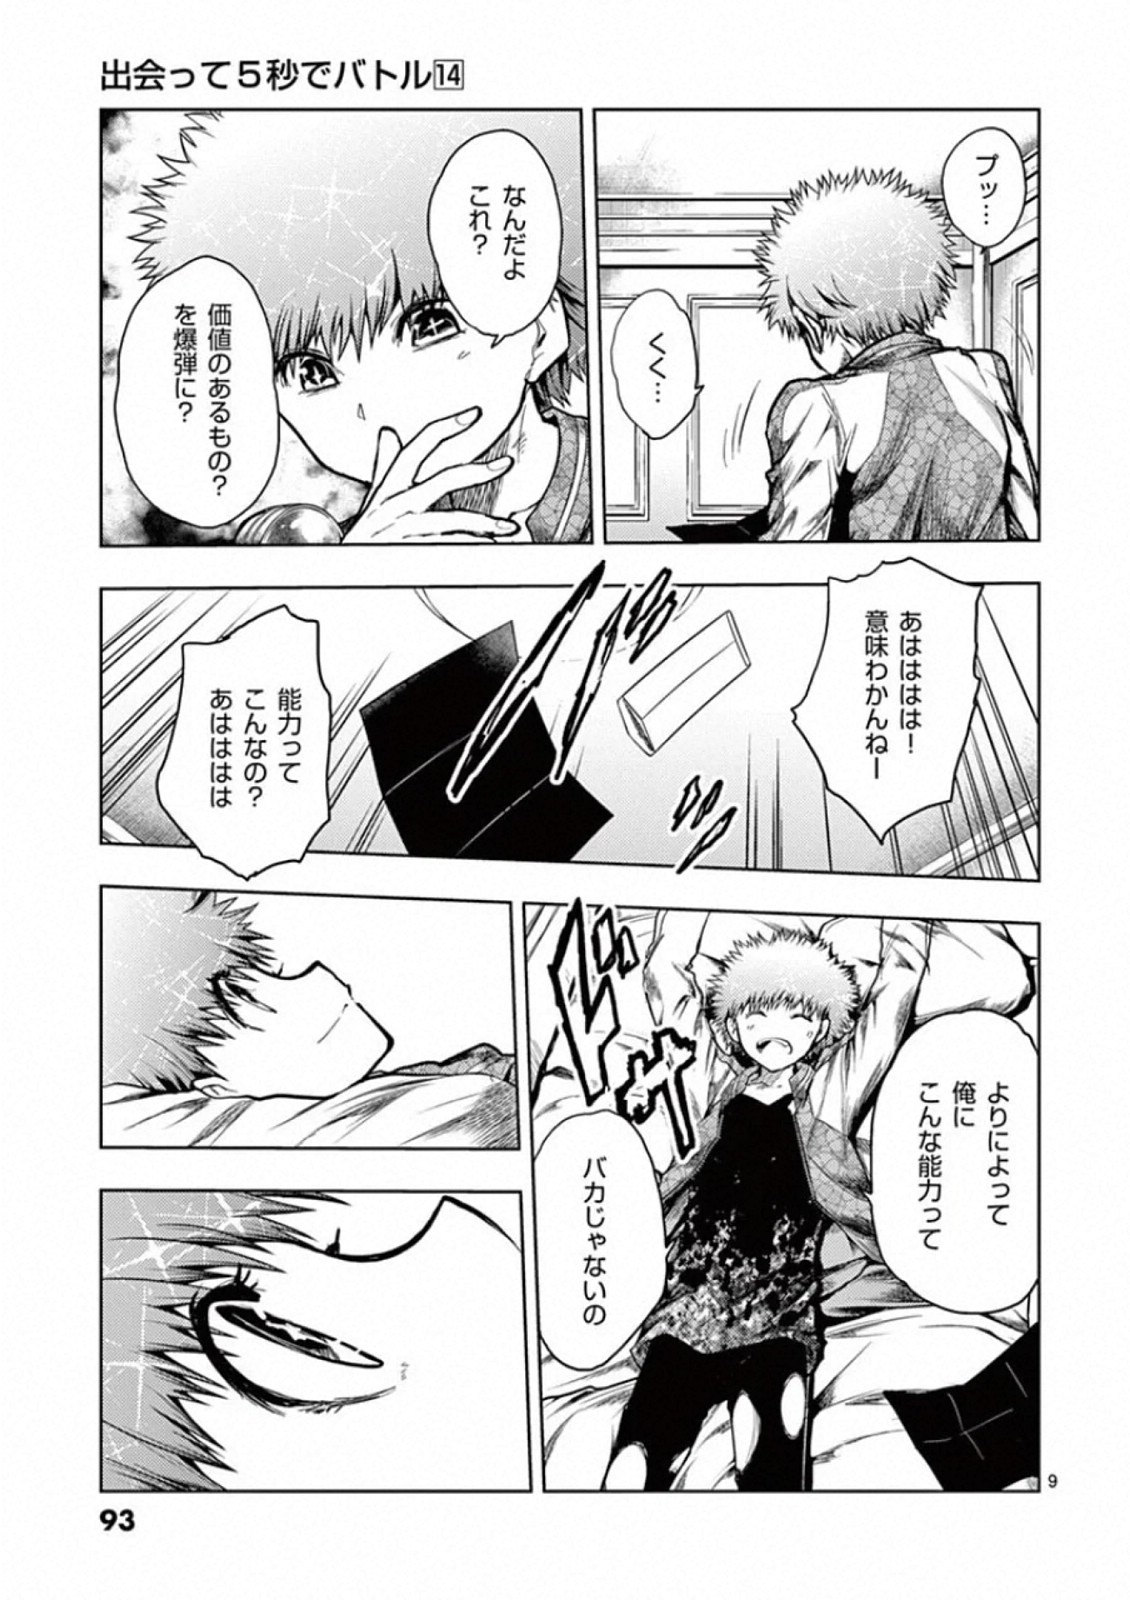 出会って5秒でバトル14
プッ…
くく…
なんだよ
これ?
価値のあるもの?
を爆弾に?
あはははは!
意味わかんねー
能力って
こんなの?
あはははは
ドサ
よりによって
俺に
こんな能力って
バカじゃないの
9
93